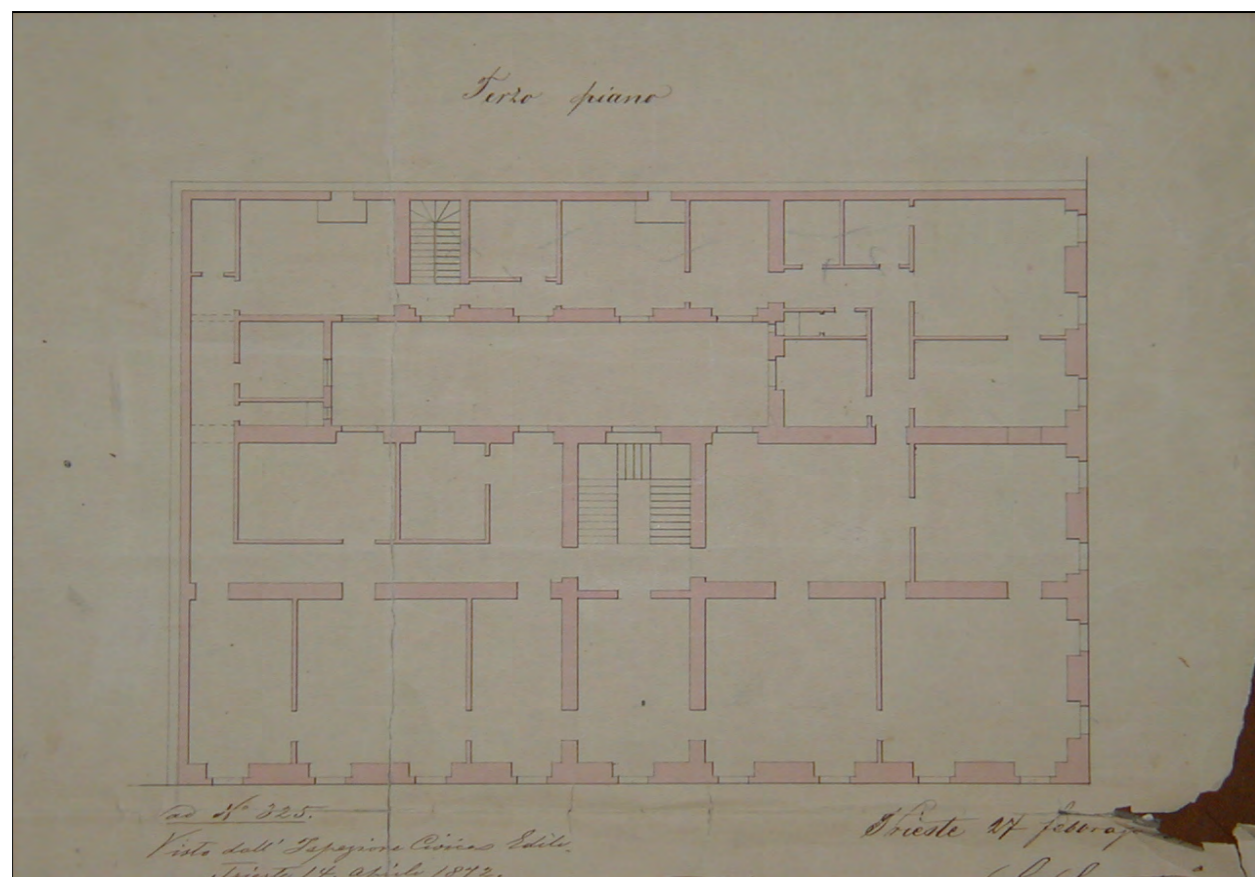 Terzo piano
ad N.º 325.
Visto dall' Ispezione Civica Edile.
Trieste 14 Aprile 1872.
Trieste 27 febbrajo